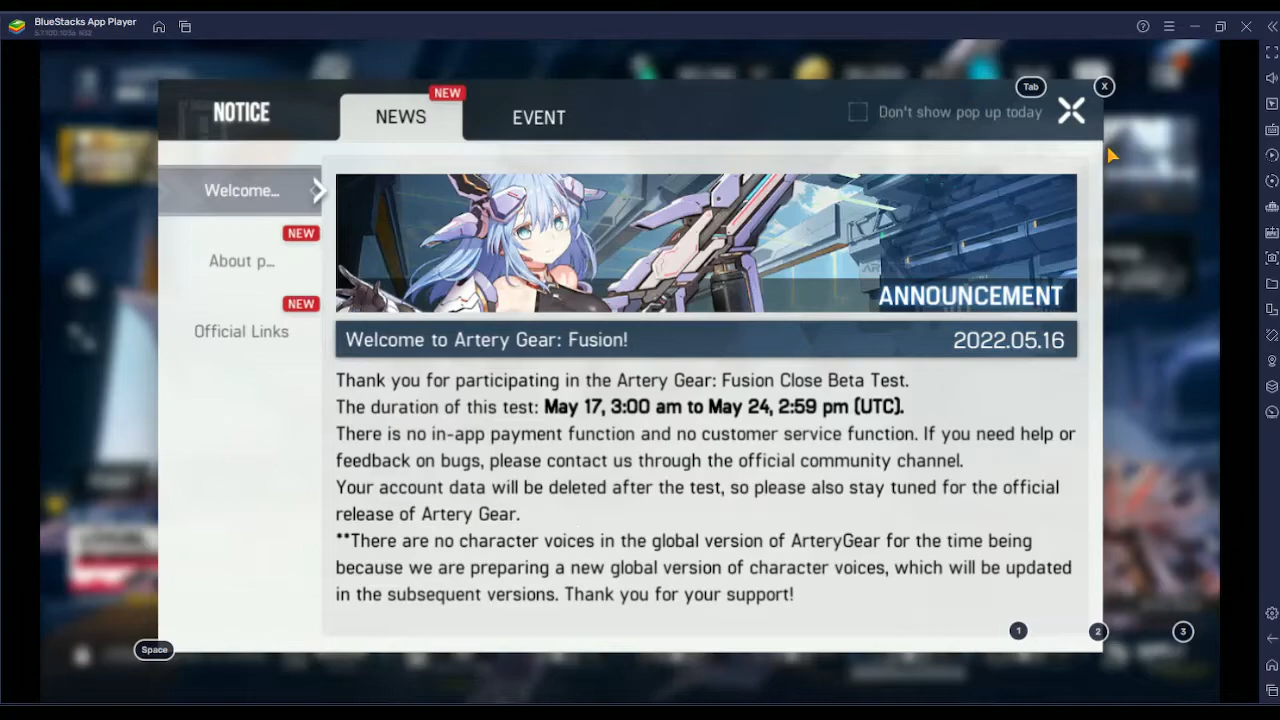 BlueStacks App Player
5.7.100.1036 N32
Tab
X
NOTICE
NEWS
NEW
EVENT
Don't show pop up today
Welcome...
NEW
About p...
NEW
Official Links
ANNOUNCEMENT
Welcome to Artery Gear: Fusion!
2022.05.16
Thank you for participating in the Artery Gear: Fusion Close Beta Test.
The duration of this test: May 17, 3:00 am to May 24, 2:59 pm (UTC).
There is no in-app payment function and no customer service function. If you need help or
feedback on bugs, please contact us through the official community channel.
Your account data will be deleted after the test, so please also stay tuned for the official
release of Artery Gear.
**There are no character voices in the global version of ArteryGear for the time being
because we are preparing a new global version of character voices, which will be updated
in the subsequent versions. Thank you for your support!
1
2
3
Space